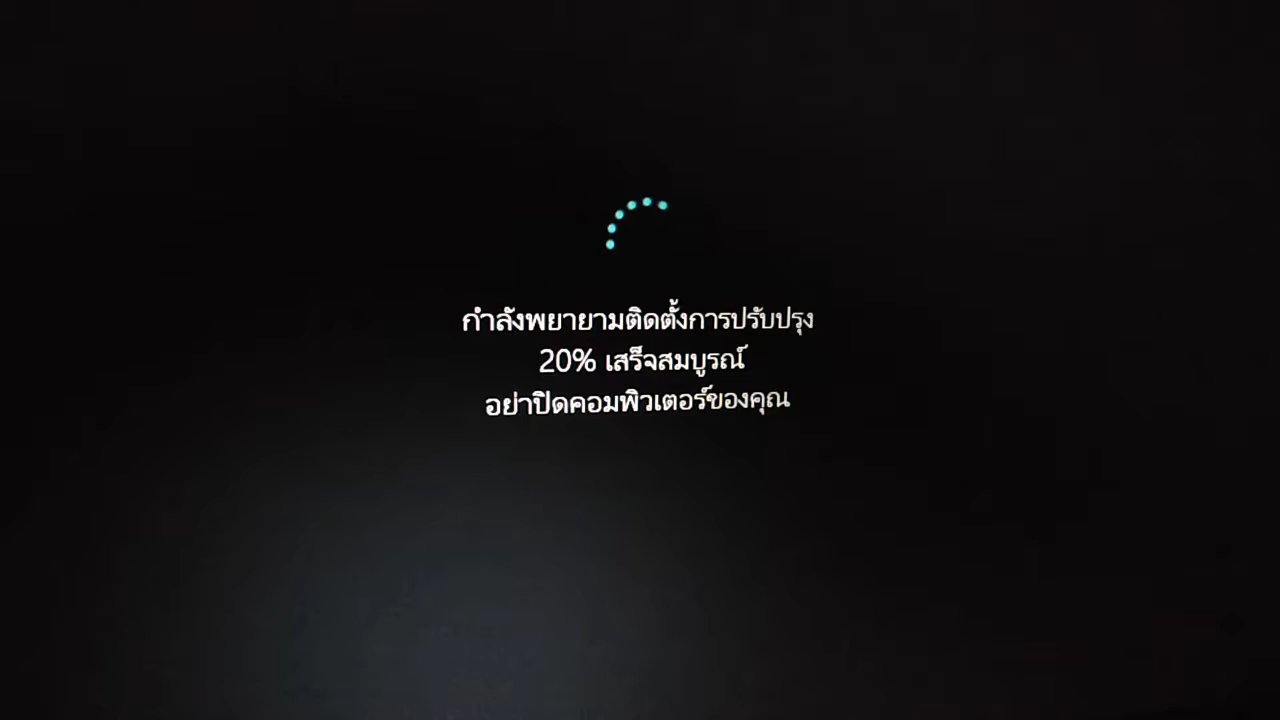 กำลังพยายามติดตั้งการปรับปรุง
20% เสร็จสมบูรณ์
อย่าปิดคอมพิวเตอร์ของคุณ